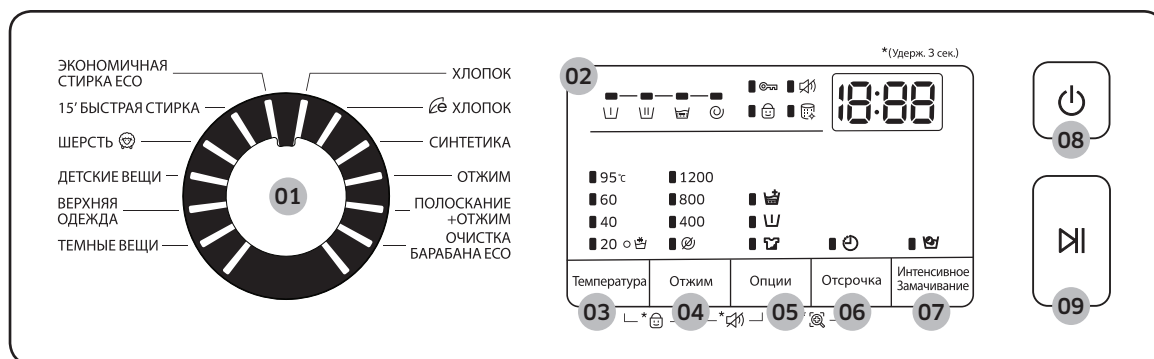 *(Удерж. 3 сек.)
ЭКОНОМИЧНАЯ
СТИРКА ECO
15' БЫСТРАЯ СТИРКА
ШЕРСТЬ
ДЕТСКИЕ ВЕЩИ
ВЕРХНЯЯ
ОДЕЖДА
ТЕМНЫЕ ВЕЩИ
01
ХЛОПОК
ХЛОПОК
СИНТЕТИКА
ОТЖИМ
ПОЛОСКАНИЕ
+ОТЖИМ
ОЧИСТКА
БАРАБАНА ECO
02
18:88
95℃ 1200
60 800
40 400
20
Температура
Отжим
Опции
Отсрочка
Интенсивное
Замачивание
03
04
05
06
07
* * *
08
09